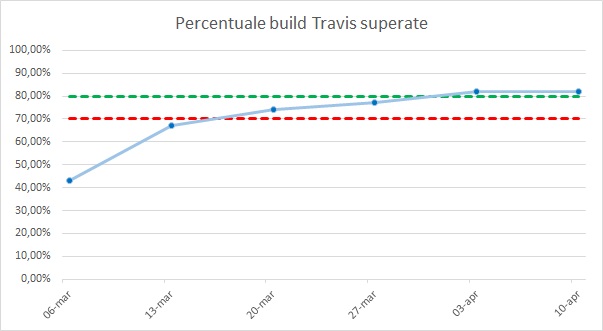 Percentuale build Travis superate
100,00%
90,00%
80,00%
70,00%
60,00%
50,00%
40,00%
30,00%
20,00%
10,00%
0,00%
06-mar
13-mar
20-mar
27-mar
03-apr
10-apr